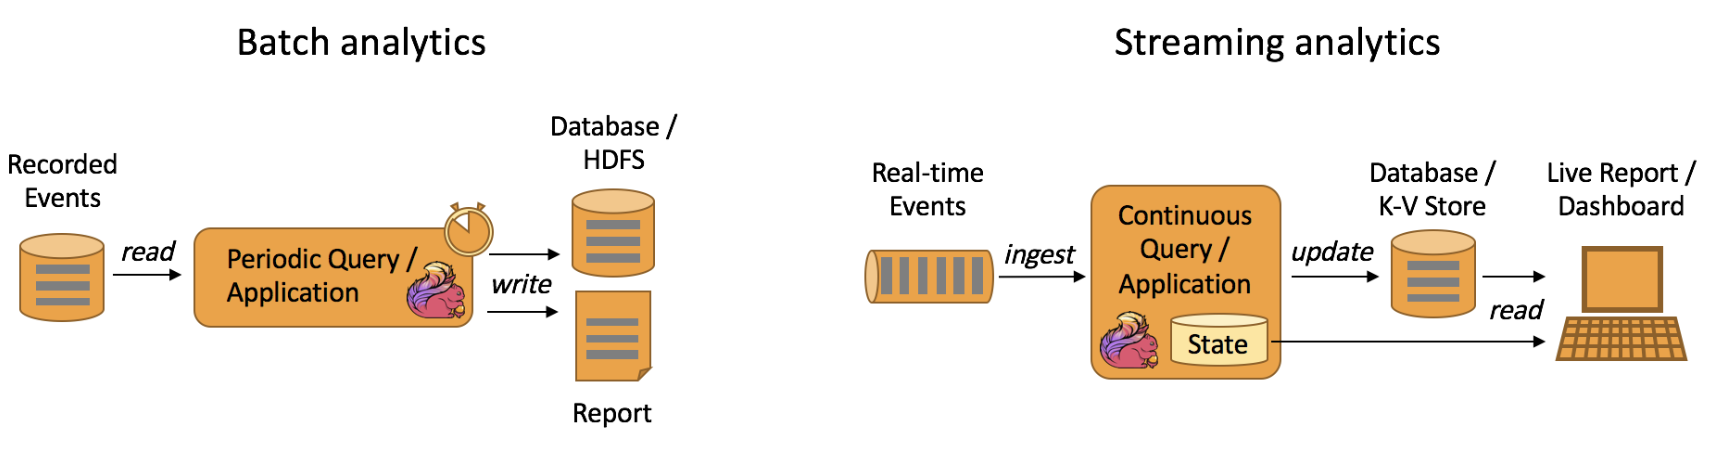 Batch analytics
Recorded
Events
read
Periodic Query /
Application
write
Database /
HDFS
Report
Streaming analytics
Real-time
Events
ingest
Continuous
Query /
Application
State
update
Database /
K-V Store
read
Live Report /
Dashboard